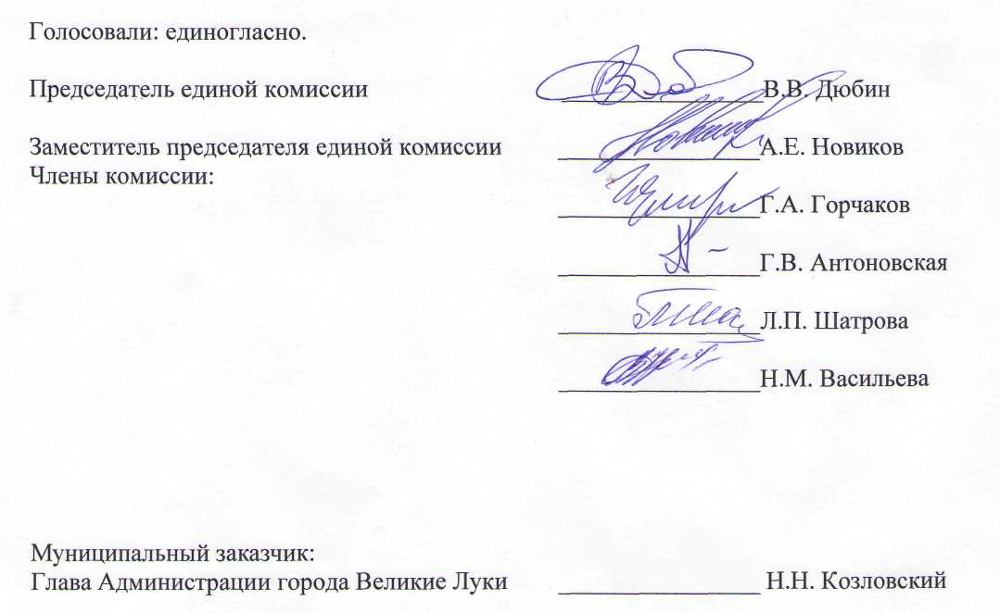 Голосовали: единогласно.
Председатель единой комиссии В.В. Дюбин
Заместитель председателя единой комиссии А.Е. Новиков
Члены комиссии:
Г.А. Горчаков
Г.В. Антоновская
Л.П. Шатрова
Н.М. Васильева
Муниципальный заказчик:
Глава Администрации города Великие Луки Н.Н. Козловский